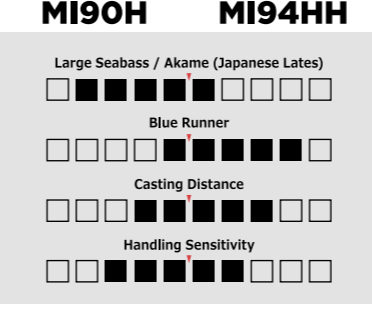 MI90H MI94HH
Large Seabass / Akame (Japanese Lates)
Blue Runner
Casting Distance
Handling Sensitivity